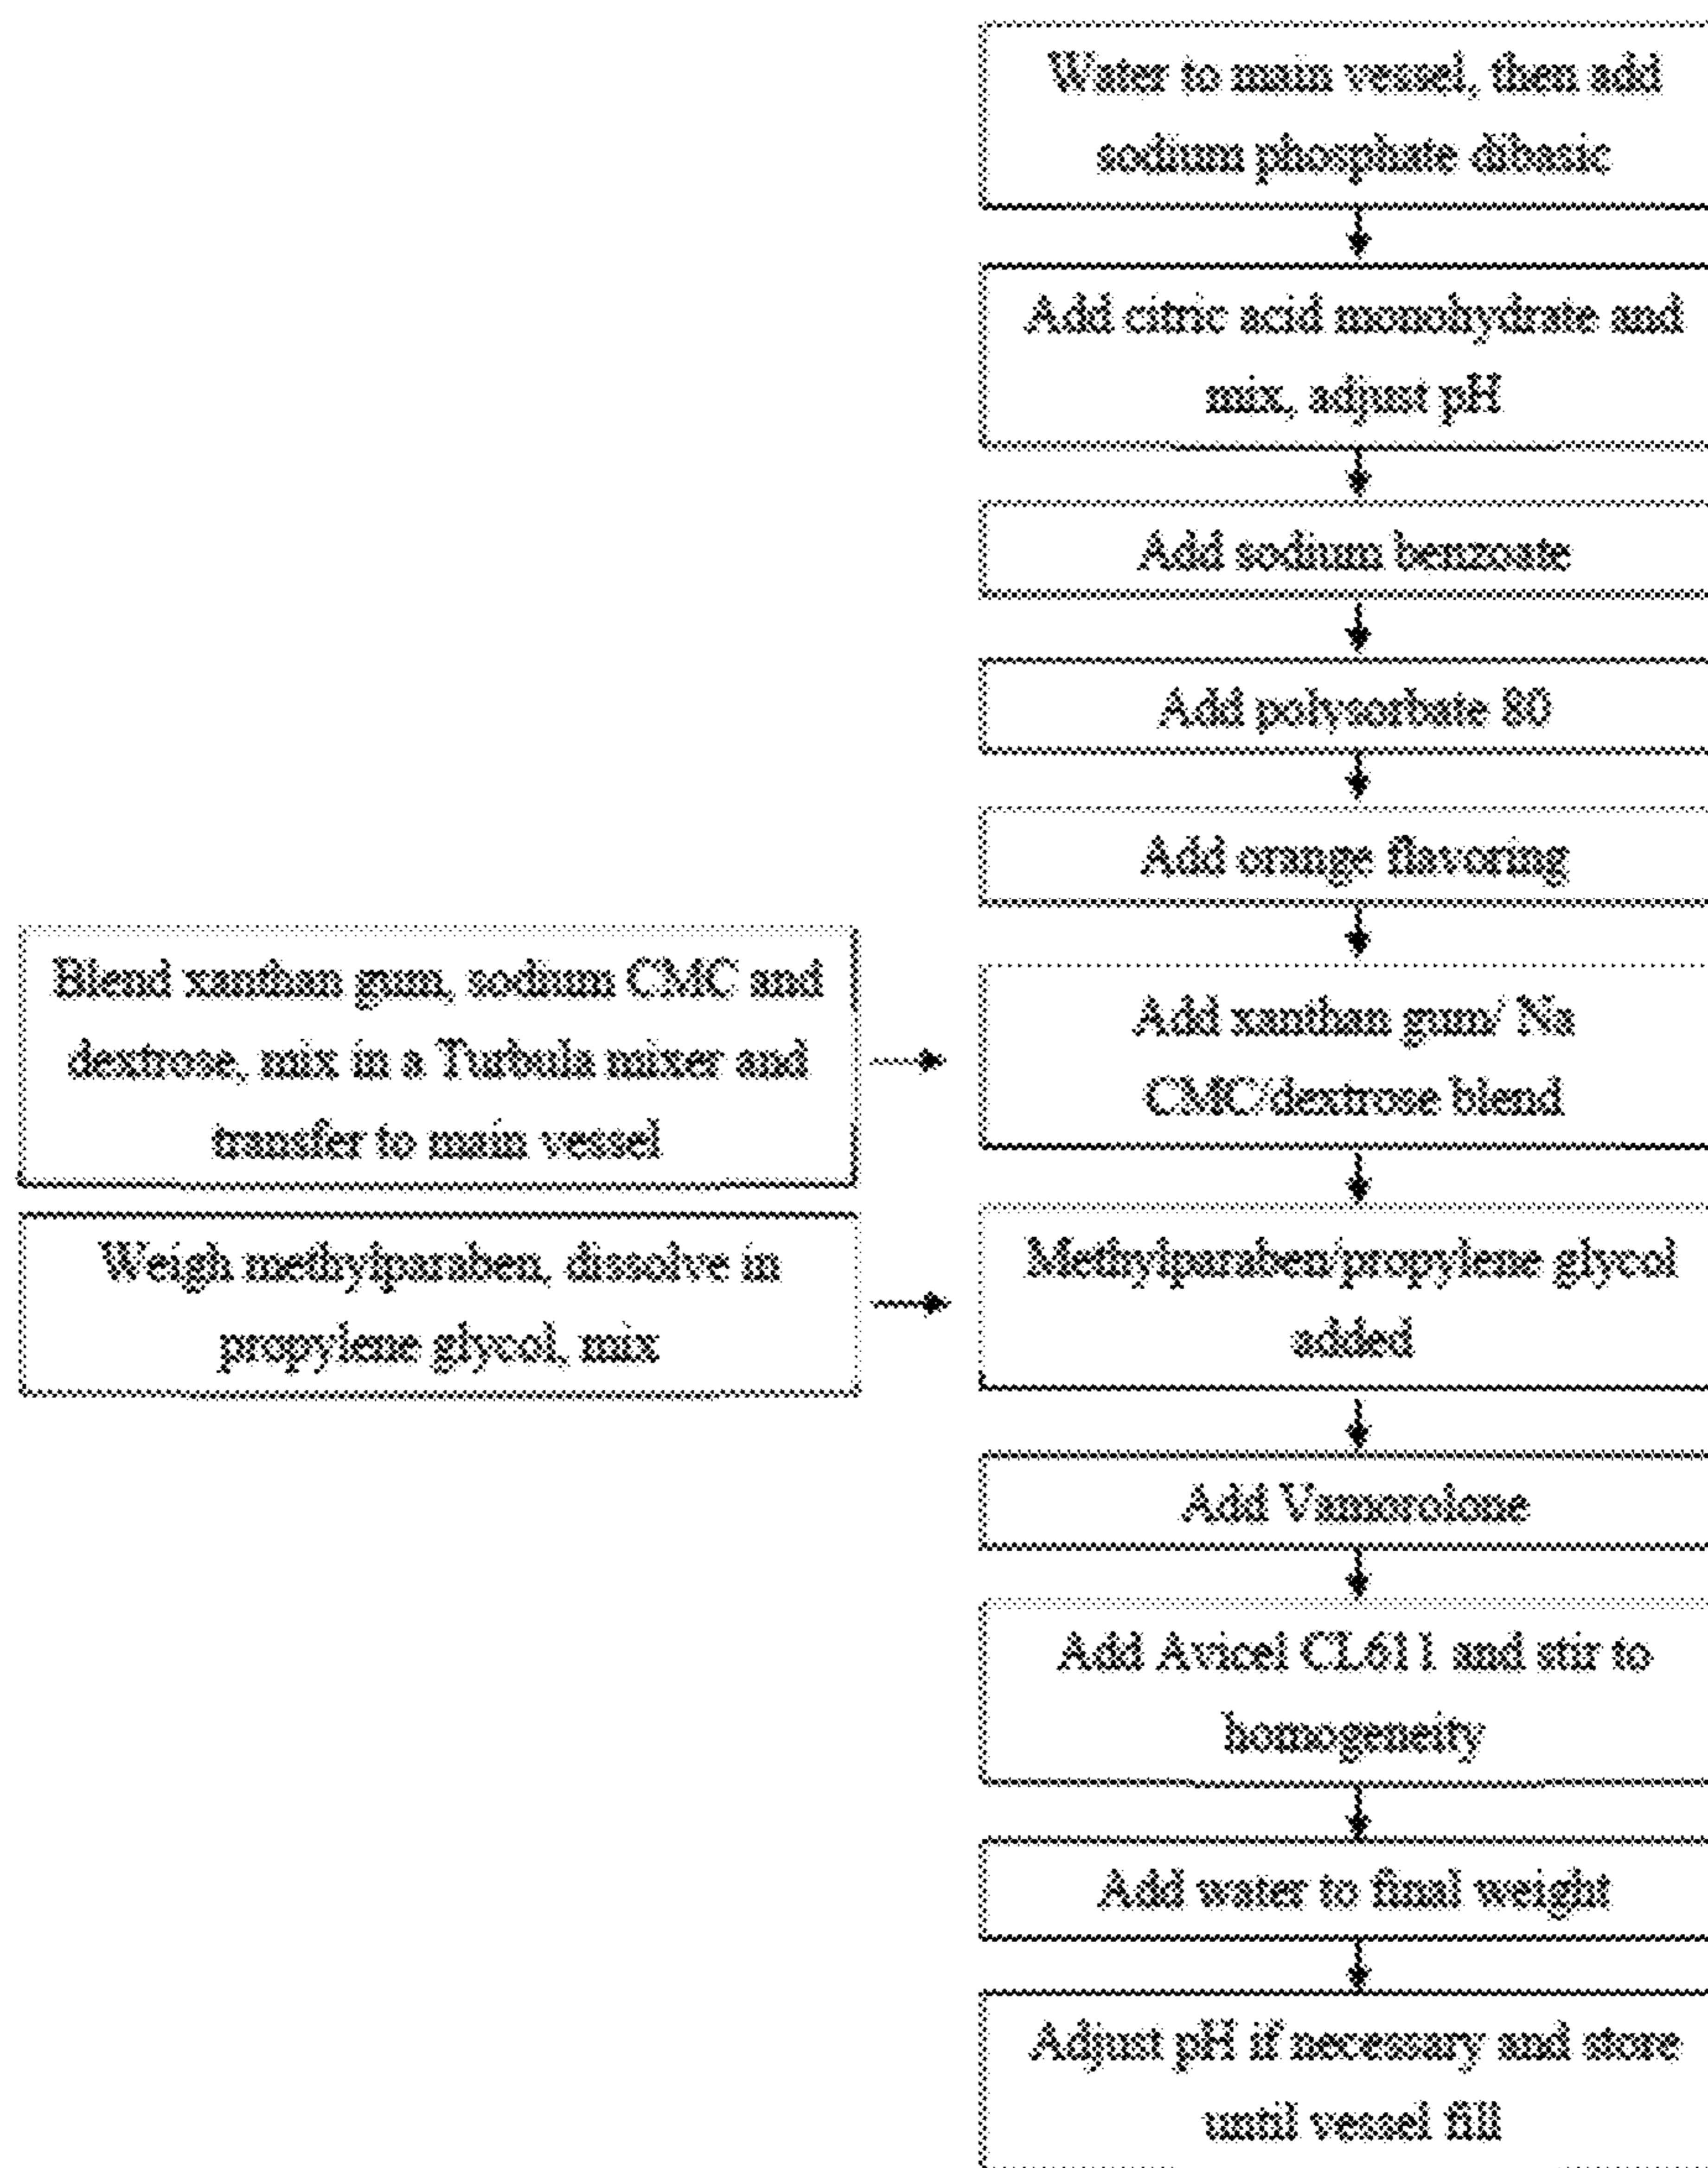 Water to main vessel, then add
sodium phosphate dibasic
Add citric acid monohydrate and
mix, adjust pH
Add sodium benzoate
Add polysorbate 80
Add orange flavoring
Blend xanthan gum, sodium CMC and
dextrose, mix in a Turbula mixer and
transfer to main vessel
Add xanthan gum/ Na
CMC/dextrose blend
Weigh methylparaben, dissolve in
propylene glycol, mix
Methylparaben/propylene glycol
added
Add Vamorolone
Add Avicel CL611 and stir to
homogeneity
Add water to final weight
Adjust pH if necessary and store
until vessel fill